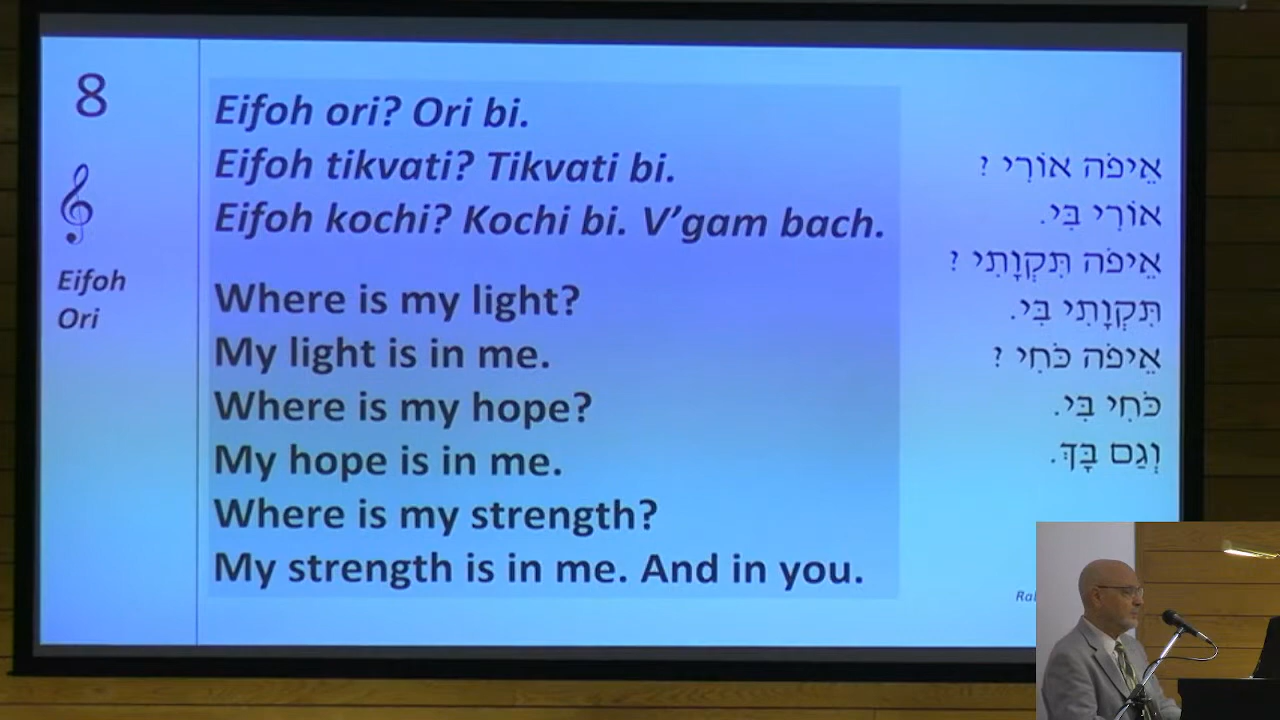 8
Eifoh
Ori
Eifoh ori? Ori bi.
Eifoh tikvati? Tikvati bi.
Eifoh kochi? Kochi bi. V’gam bach.
Where is my light?
My light is in me.
Where is my hope?
My hope is in me.
Where is my strength?
My strength is in me. And in you.
אֵיפֹה אוֹרִי ?
אוֹרִי בִּי.
אֵיפֹה תִּקְוָתִי ?
תִּקְוָתִי בִּי.
אֵיפֹה כֹּחִי ?
כֹּחִי בִּי.
וְגַם בָּךְ.